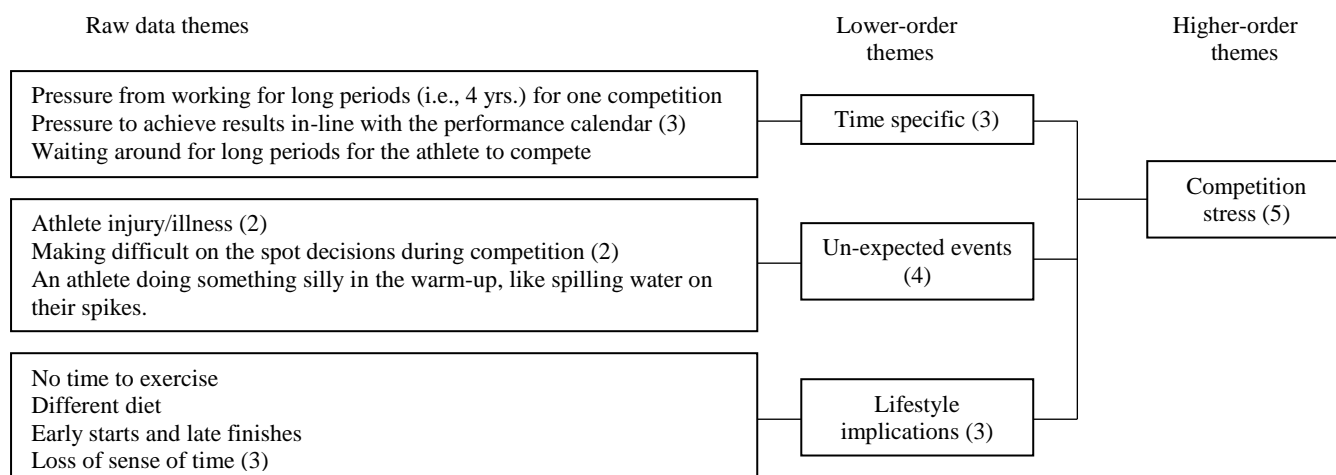 Raw data themes
Lower-order
themes
Higher-order
themes
Pressure from working for long periods (i.e., 4 yrs.) for one competition
Pressure to achieve results in-line with the performance calendar (3)
Waiting around for long periods for the athlete to compete
Time specific (3)
Competition
stress (5)
Athlete injury/illness (2)
Making difficult on the spot decisions during competition (2)
An athlete doing something silly in the warm-up, like spilling water on
their spikes.
Un-expected events
(4)
No time to exercise
Different diet
Early starts and late finishes
Loss of sense of time (3)
Lifestyle
implications (3)